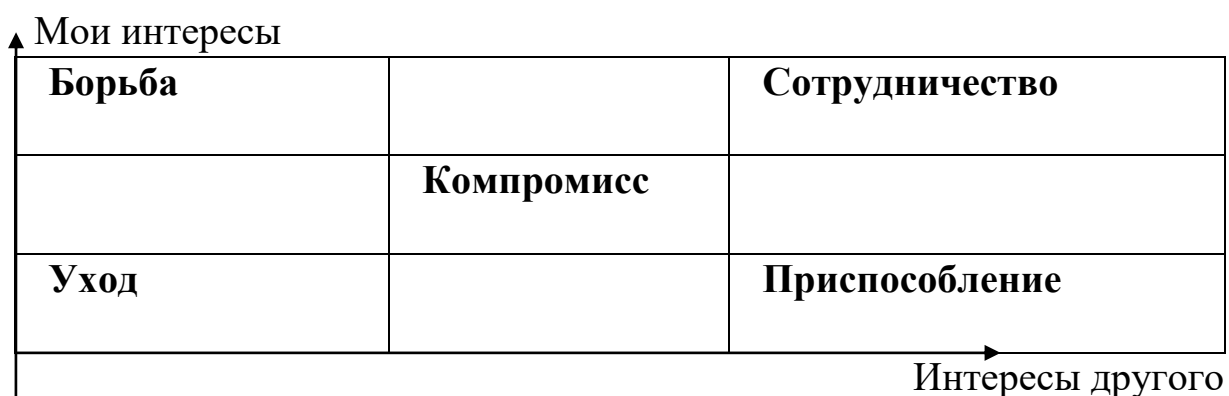 Мои интересы
Борьба Сотрудничество
Компромисс
Уход Приспособление
Интересы другого